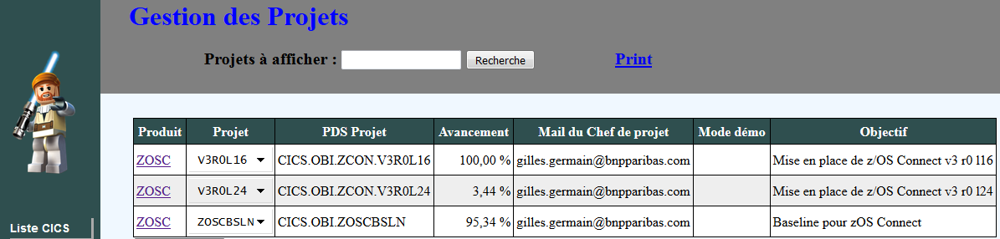 Gestion des Projets
Projets à afficher : Recherche Print
Produit Projet PDS Projet Avancement Mail du Chef de projet Mode démo Objectif
ZOSC V3R0L16 CICS.OBI.ZCON.V3R0L16 100,00 % gilles.germain@bnpparibas.com Mise en place de z/OS Connect v3 r0 l16
ZOSC V3R0L24 CICS.OBI.ZCON.V3R0L24 3,44 % gilles.germain@bnpparibas.com Mise en place de z/OS Connect v3 r0 l24
ZOSC ZOSCBSLN CICS.OBI.ZOSCBSLN 95,34 % gilles.germain@bnpparibas.com Baseline pour zOS Connect
Liste CICS